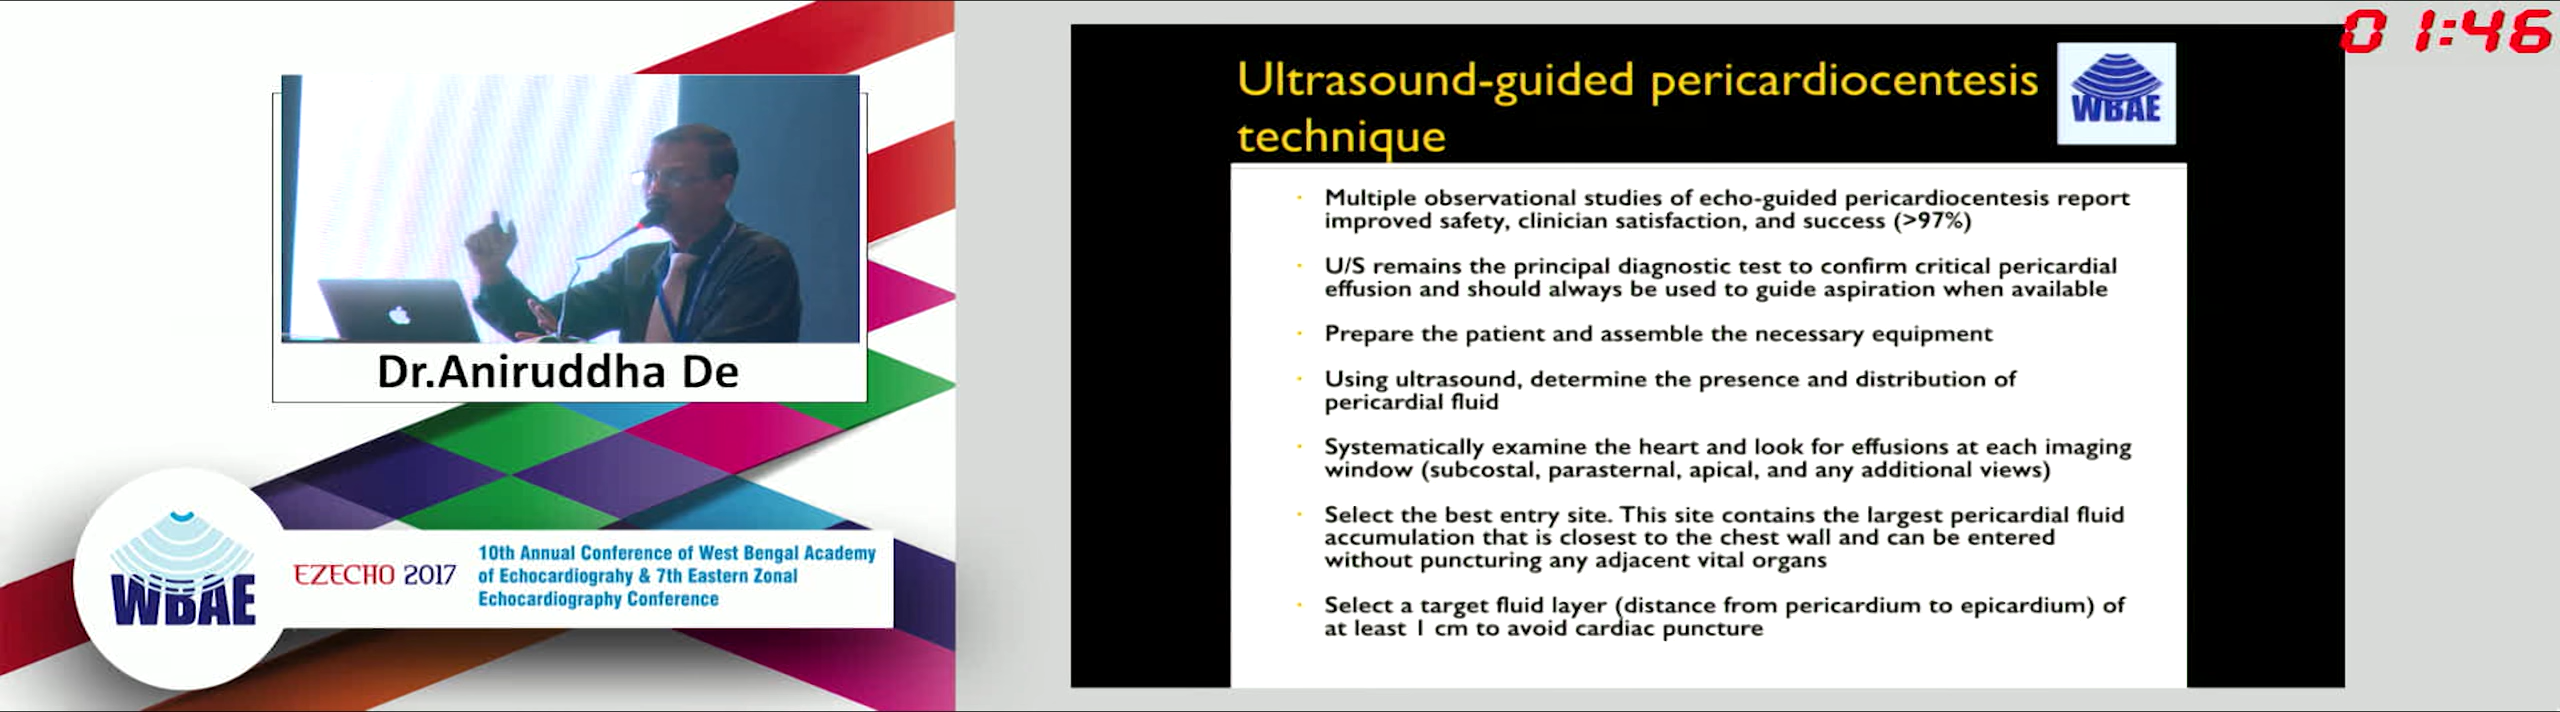 Dr.Aniruddha De
WBAE
EZECHO 2017
10th Annual Conference of West Bengal Academy
of Echocardiograhy & 7th Eastern Zonal
Echocardiography Conference
01:46
Ultrasound-guided pericardiocentesis
technique
WBAE
· Multiple observational studies of echo-guided pericardiocentesis report
improved safety, clinician satisfaction, and success (>97%)
· U/S remains the principal diagnostic test to confirm critical pericardial
effusion and should always be used to guide aspiration when available
· Prepare the patient and assemble the necessary equipment
· Using ultrasound, determine the presence and distribution of
pericardial fluid
· Systematically examine the heart and look for effusions at each imaging
window (subcostal, parasternal, apical, and any additional views)
· Select the best entry site. This site contains the largest pericardial fluid
accumulation that is closest to the chest wall and can be entered
without puncturing any adjacent vital organs
· Select a target fluid layer (distance from pericardium to epicardium) of
at least 1 cm to avoid cardiac puncture